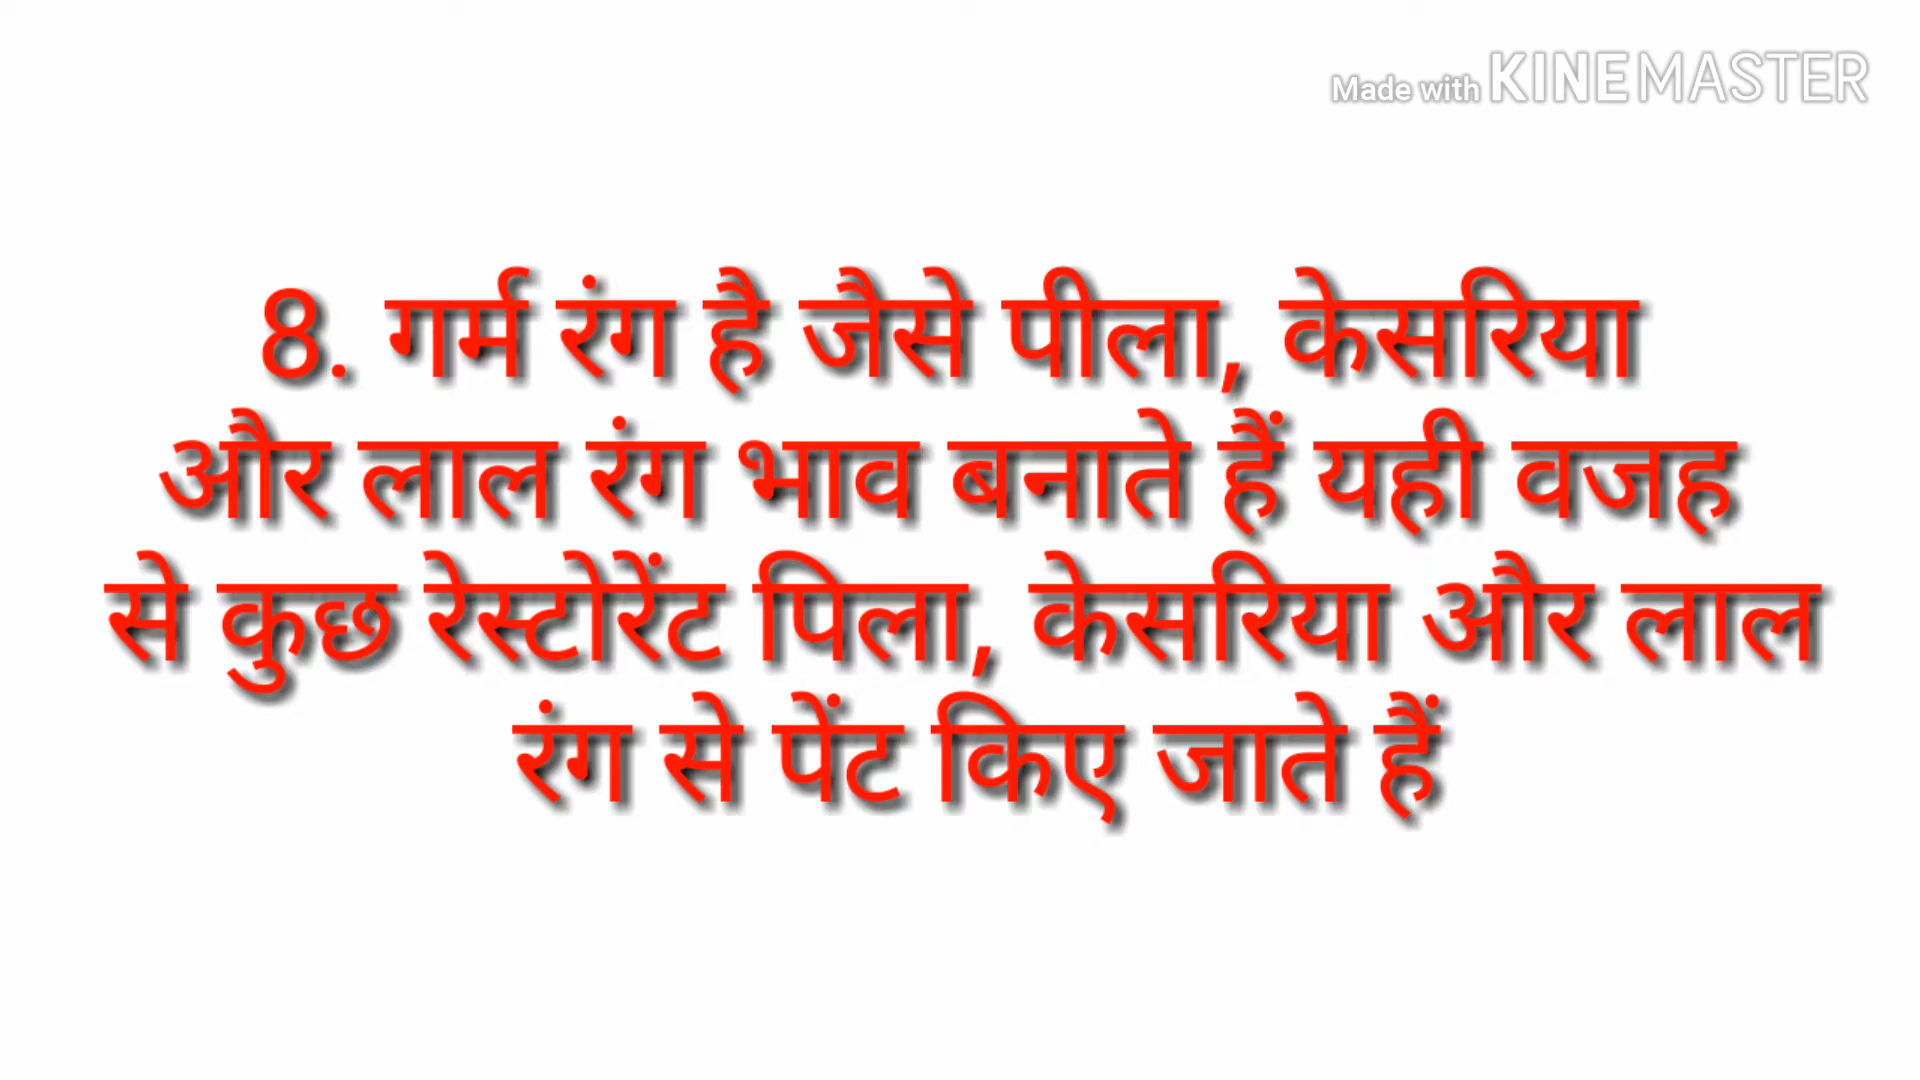 Made with KINEMASTER
8. गर्म रंग है जैसे पीला, केसरिया
और लाल रंग भाव बनाते हैं यही वजह
से कुछ रेस्टोरेंट पिला, केसरिया और लाल
रंग से पेंट किए जाते हैं